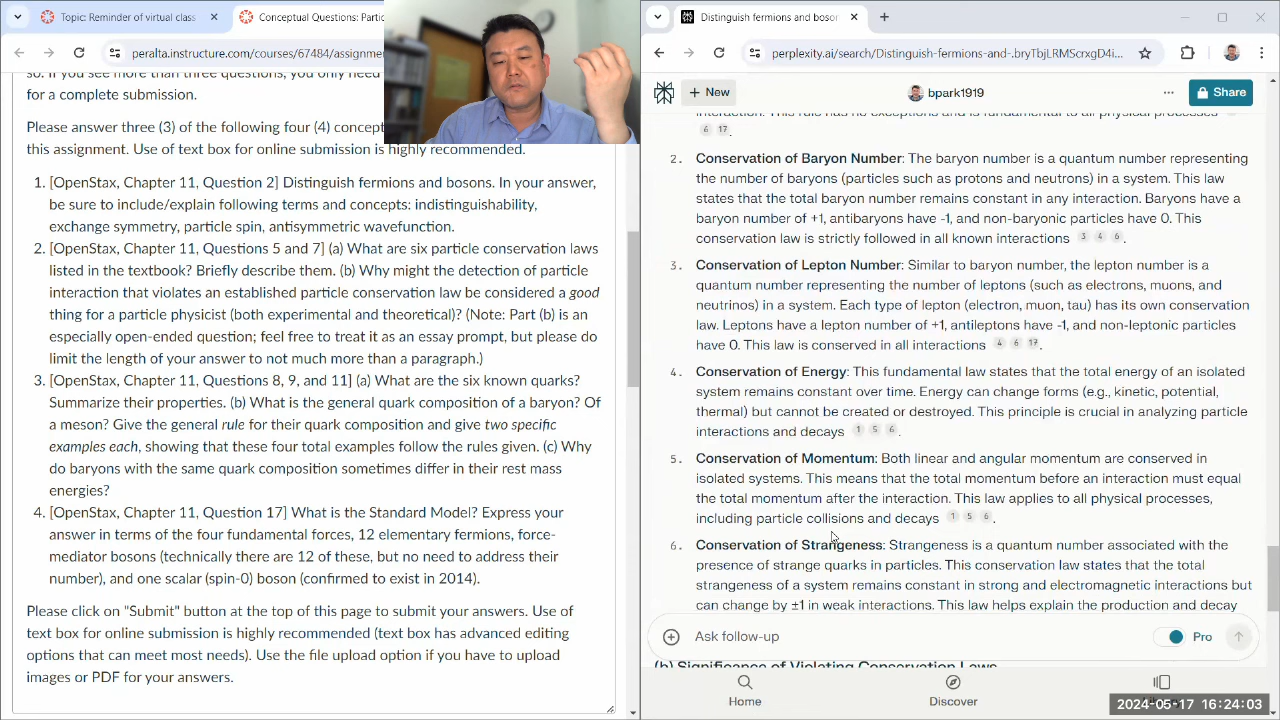 Topic: Reminder of virtual class
Conceptual Questions: Partic
peralta.instructure.com/courses/67484/assignme
so. If you see more than three questions, you only need
for a complete submission.
Please answer three (3) of the following four (4) concept
this assignment. Use of text box for online submission is highly recommended.
1. [OpenStax, Chapter 11, Question 2] Distinguish fermions and bosons. In your answer,
be sure to include/explain following terms and concepts: indistinguishability,
exchange symmetry, particle spin, antisymmetric wavefunction.
2. [OpenStax, Chapter 11, Questions 5 and 7] (a) What are six particle conservation laws
listed in the textbook? Briefly describe them. (b) Why might the detection of particle
interaction that violates an established particle conservation law be considered a good
thing for a particle physicist (both experimental and theoretical)? (Note: Part (b) is an
especially open-ended question; feel free to treat it as an essay prompt, but please do
limit the length of your answer to not much more than a paragraph.)
3. [OpenStax, Chapter 11, Questions 8, 9, and 11] (a) What are the six known quarks?
Summarize their properties. (b) What is the general quark composition of a baryon? Of
a meson? Give the general rule for their quark composition and give two specific
examples each, showing that these four total examples follow the rules given. (c) Why
do baryons with the same quark composition sometimes differ in their rest mass
energies?
4. [OpenStax, Chapter 11, Question 17] What is the Standard Model? Express your
answer in terms of the four fundamental forces, 12 elementary fermions, force-
mediator bosons (technically there are 12 of these, but no need to address their
number), and one scalar (spin-0) boson (confirmed to exist in 2014).
Please click on "Submit" button at the top of this page to submit your answers. Use of
text box for online submission is highly recommended (text box has advanced editing
options that can meet most needs). Use the file upload option if you have to upload
images or PDF for your answers.
Distinguish fermions and boson
perplexity.ai/search/Distinguish-fermions-and-.bryTbjLRMScnxgD4i...
New
bpark1919
Share
interaction. This rule has no exceptions and is fundamental to all physical processes
6 17 .
2. Conservation of Baryon Number: The baryon number is a quantum number representing
the number of baryons (particles such as protons and neutrons) in a system. This law
states that the total baryon number remains constant in any interaction. Baryons have a
baryon number of +1, antibaryons have -1, and non-baryonic particles have 0. This
conservation law is strictly followed in all known interactions 3 4 6 .
3. Conservation of Lepton Number: Similar to baryon number, the lepton number is a
quantum number representing the number of leptons (such as electrons, muons, and
neutrinos) in a system. Each type of lepton (electron, muon, tau) has its own conservation
law. Leptons have a lepton number of +1, antileptons have -1, and non-leptonic particles
have 0. This law is conserved in all interactions 4 6 17 .
4. Conservation of Energy: This fundamental law states that the total energy of an isolated
system remains constant over time. Energy can change forms (e.g., kinetic, potential,
thermal) but cannot be created or destroyed. This principle is crucial in analyzing particle
interactions and decays 1 5 6 .
5. Conservation of Momentum: Both linear and angular momentum are conserved in
isolated systems. This means that the total momentum before an interaction must equal
the total momentum after the interaction. This law applies to all physical processes,
including particle collisions and decays 1 5 6 .
6. Conservation of Strangeness: Strangeness is a quantum number associated with the
presence of strange quarks in particles. This conservation law states that the total
strangeness of a system remains constant in strong and electromagnetic interactions but
can change by ±1 in weak interactions. This law helps explain the production and decay
Ask follow-up
Pro
(b) Significance of Violating Conservation Laws
Home
Discover
2024-05-17 16:24:03